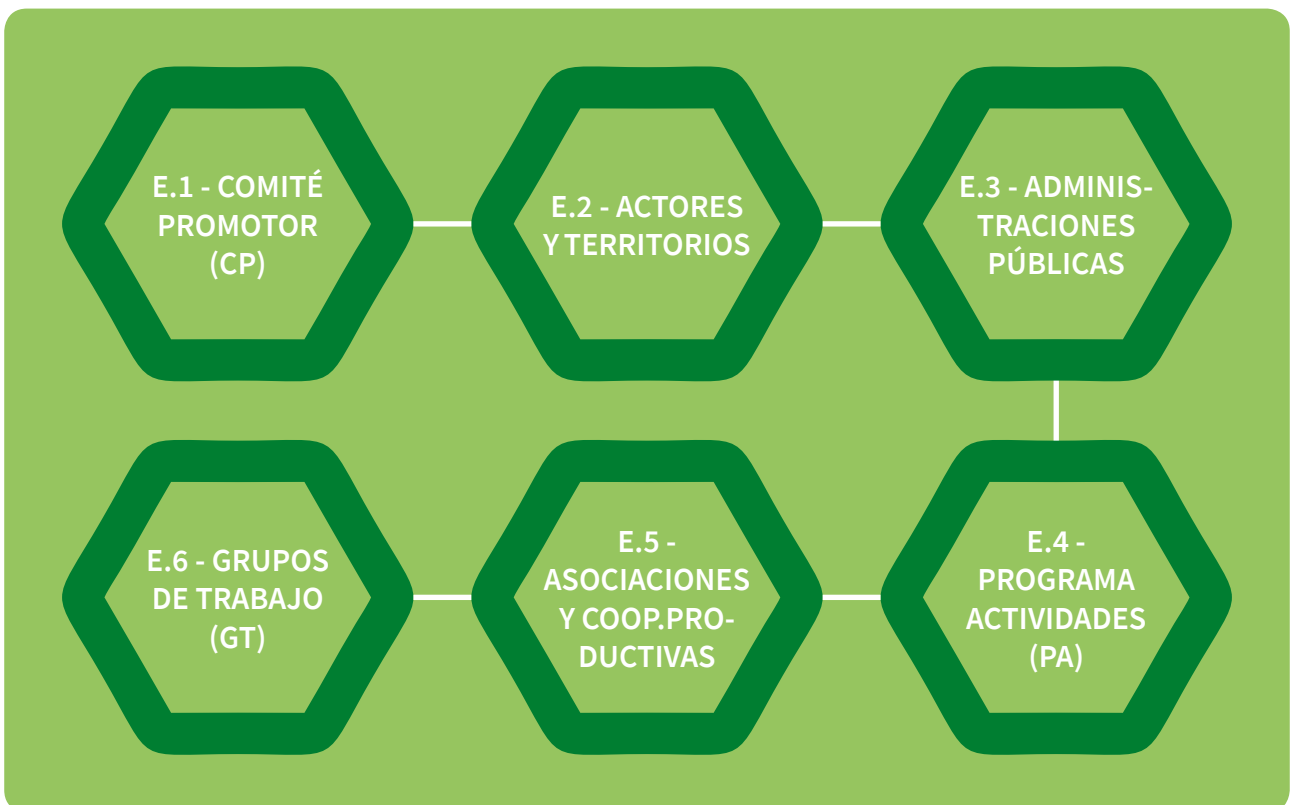 E.1 - COMITÉ
PROMOTOR
(CP)
E.2 - ACTORES
Y TERRITORIOS
E.3 - ADMINIS-
TRACIONES
PÚBLICAS
E.4 -
PROGRAMA
ACTIVIDADES
(PA)
E.5 -
ASOCIACIONES
Y COOP.PRO-
DUCTIVAS
E.6 - GRUPOS
DE TRABAJO
(GT)